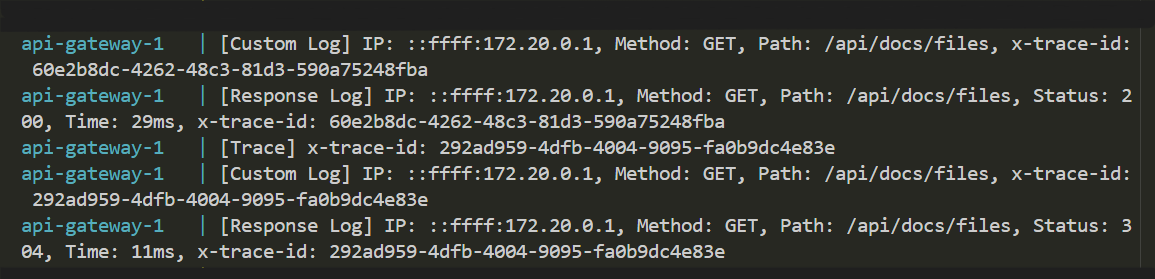 api-gateway-1   | [Custom Log] IP: ::ffff:172.20.0.1, Method: GET, Path: /api/docs/files, x-trace-id:
 60e2b8dc-4262-48c3-81d3-590a75248fba
api-gateway-1   | [Response Log] IP: ::ffff:172.20.0.1, Method: GET, Path: /api/docs/files, Status: 2
00, Time: 29ms, x-trace-id: 60e2b8dc-4262-48c3-81d3-590a75248fba
api-gateway-1   | [Trace] x-trace-id: 292ad959-4dfb-4004-9095-fa0b9dc4e83e
api-gateway-1   | [Custom Log] IP: ::ffff:172.20.0.1, Method: GET, Path: /api/docs/files, x-trace-id:
 292ad959-4dfb-4004-9095-fa0b9dc4e83e
api-gateway-1   | [Response Log] IP: ::ffff:172.20.0.1, Method: GET, Path: /api/docs/files, Status: 3
04, Time: 11ms, x-trace-id: 292ad959-4dfb-4004-9095-fa0b9dc4e83e